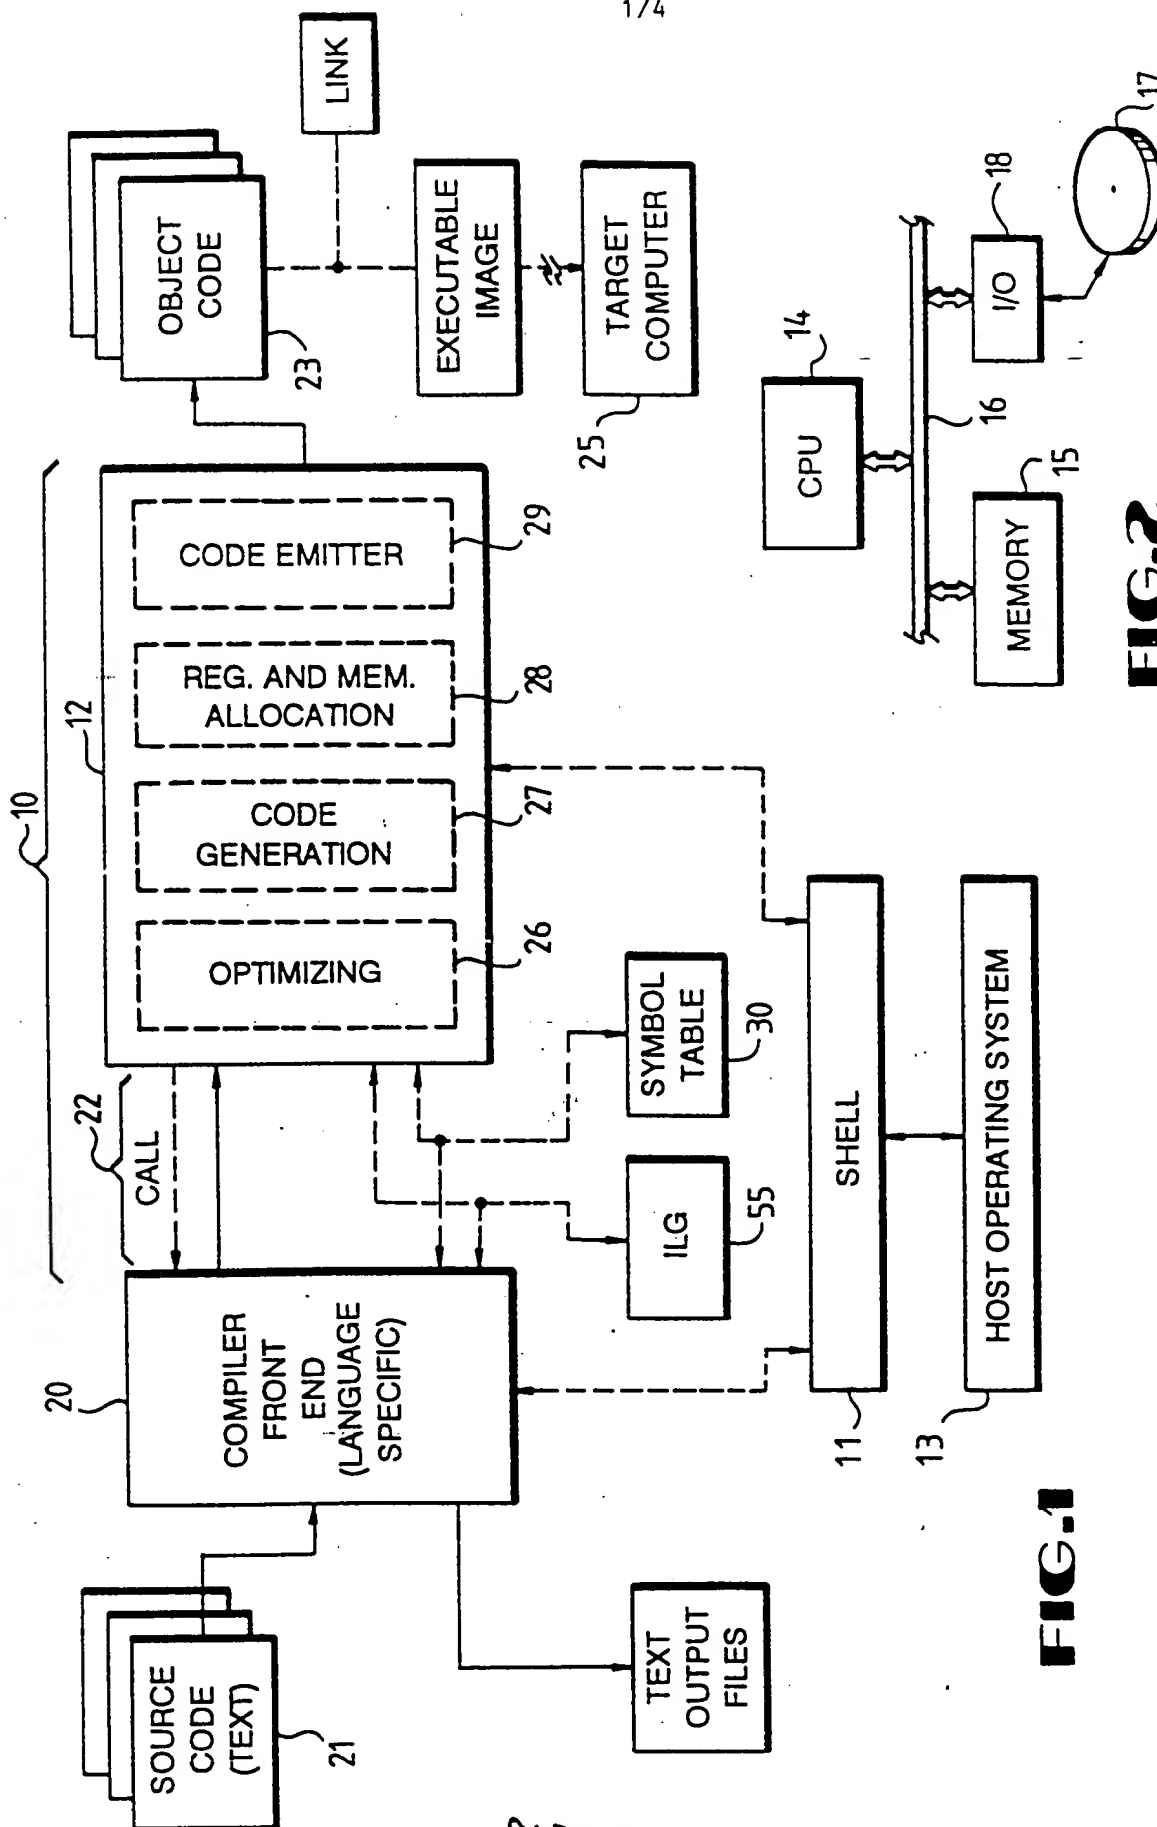 1/4
10
12
22
CALL
20
COMPILER
FRONT
END
(LANGUAGE
SPECIFIC)
SOURCE
CODE
(TEXT)
21
TEXT
OUTPUT
FILES
OPTIMIZING
26
CODE
GENERATION
27
REG. AND MEM.
ALLOCATION
28
CODE EMITTER
29
OBJECT
CODE
23
LINK
EXECUTABLE
IMAGE
TARGET
COMPUTER
25
ILG
55
SYMBOL
TABLE
30
SHELL
11
HOST OPERATING SYSTEM
13
FIG.1
CPU
14
16
MEMORY
15
I/O
18
17
FIG.2